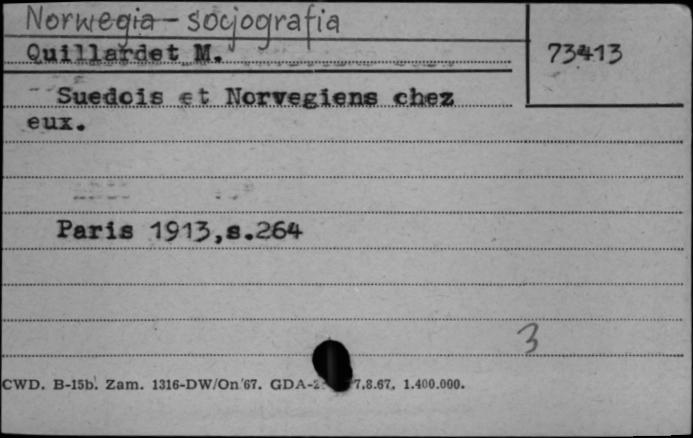 Norwegia - socjografia
Quillardet M.
73413
Suedois et Norvegiens chez
eux.
Paris 1913,s.264
3
CWD. B-15b. Zam. 1316-DW/On/67. GDA- 7.8.67. 1.400.000.